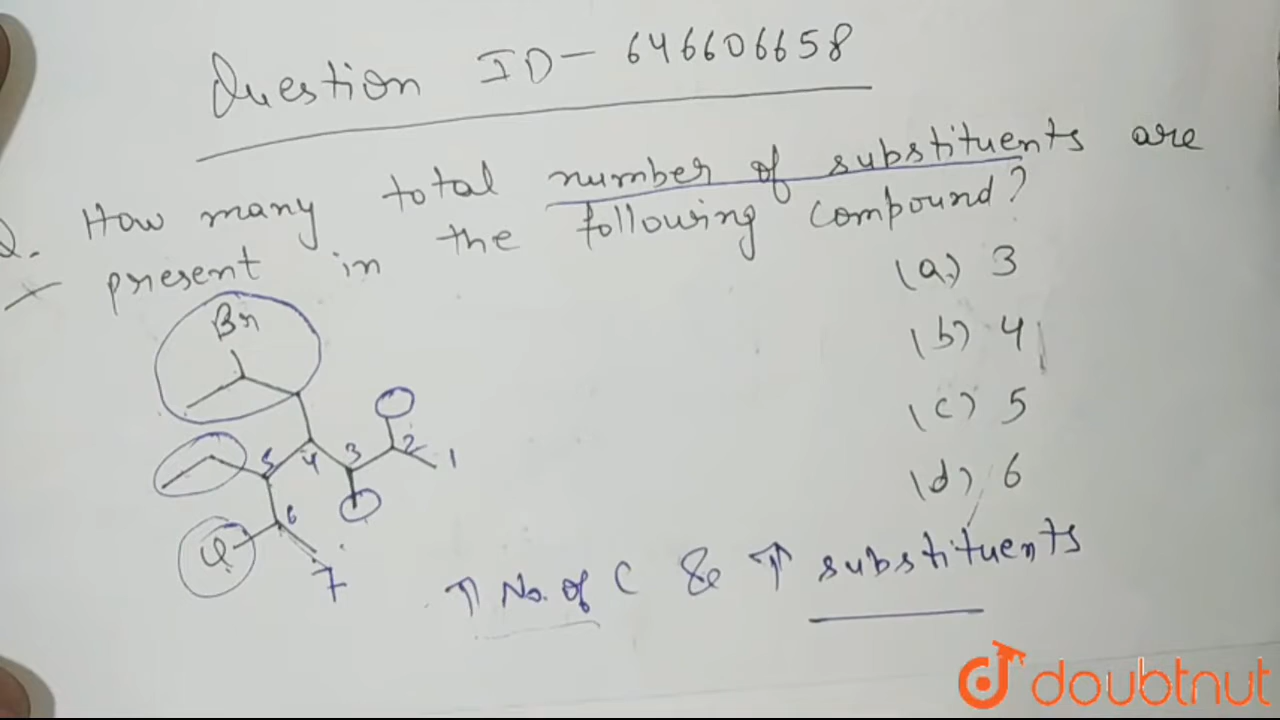 Question ID - 646606658
Q. How many total number of substituents are
present in the following compound?
(a) 3
(b) 4
(c) 5
(d) 6
Br
1
2
3
4
5
6
7
Cl
↑ No. of C & ↑ substituents
doubtnut